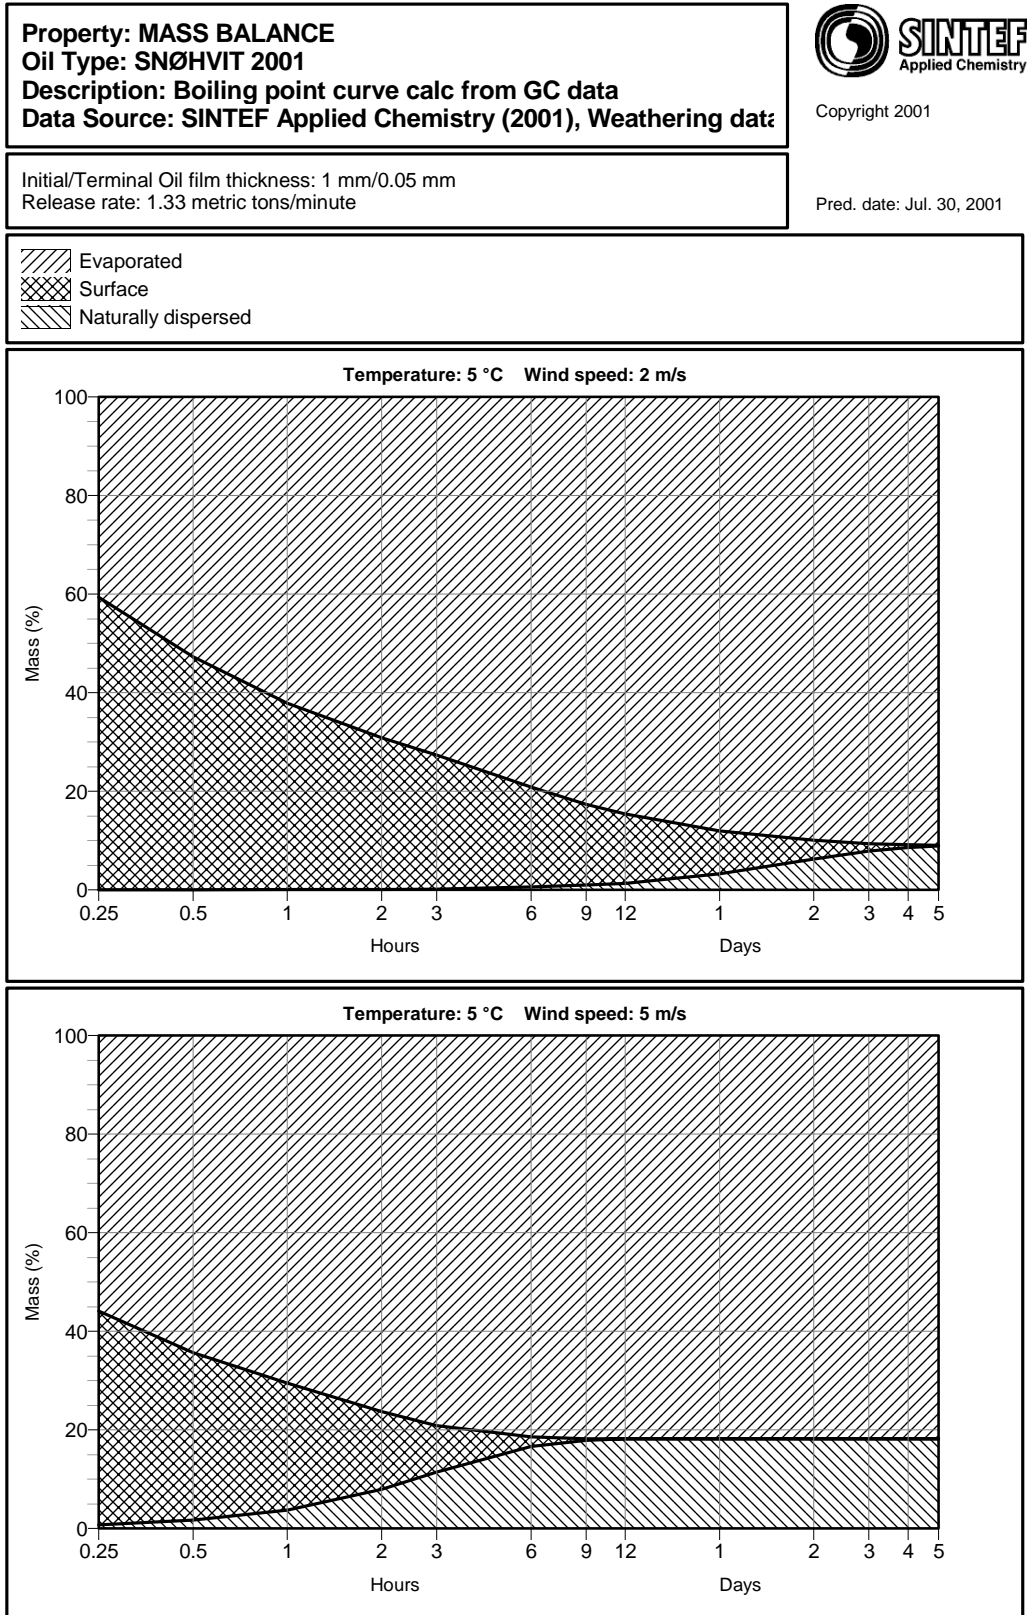 Property: MASS BALANCE
Oil Type: SNØHVIT 2001
Description: Boiling point curve calc from GC data
Data Source: SINTEF Applied Chemistry (2001), Weathering data
SINTEF
Applied Chemistry
Copyright 2001
Initial/Terminal Oil film thickness: 1 mm/0.05 mm
Release rate: 1.33 metric tons/minute
Pred. date: Jul. 30, 2001
Evaporated
Surface
Naturally dispersed
Temperature: 5 °C Wind speed: 2 m/s
100
80
60
40
20
0
Mass (%)
0.25 0.5 1 2 3 6 9 12 1 2 3 4 5
Hours Days
Temperature: 5 °C Wind speed: 5 m/s
100
80
60
40
20
0
Mass (%)
0.25 0.5 1 2 3 6 9 12 1 2 3 4 5
Hours Days